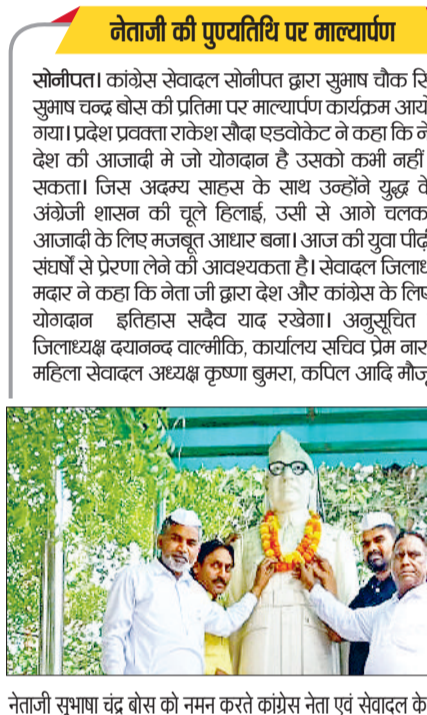 नेताजी की पुण्यतिथि पर माल्यार्पण
सोनीपत। कांग्रेस सेवादल सोनीपत द्वारा सुभाष चौक
सुभाष चन्द्र बोस की प्रतिमा पर माल्यार्पण कार्यक्रम
गया। प्रदेश प्रवक्ता राकेश सौदा एडवोकेट ने कहा कि
देश की आजादी मे जो योगदान है उसको कभी नहीं
सकता। जिस अदम्य साहस के साथ उन्होंने युद्ध
अंग्रेजी शासन की चूले हिलाई, उसी से आगे
आजादी के लिए मजबूत आधार बना। आज की युवा
संघर्षों से प्रेरणा लेने की आवश्यकता है। सेवादल
मदार ने कहा कि नेता जी द्वारा देश और कांग्रेस के
योगदान इतिहास सदैव याद रखेगा। अनुसूचित
जिलाध्यक्ष दयानन्द वाल्मीकि, कार्यालय सचिव प्रेम
महिला सेवादल अध्यक्ष कृष्णा बुमरा, कपिल आदि
नेताजी सुभाषा चंद्र बोस को नमन करते कांग्रेस नेता एवं सेवादल के